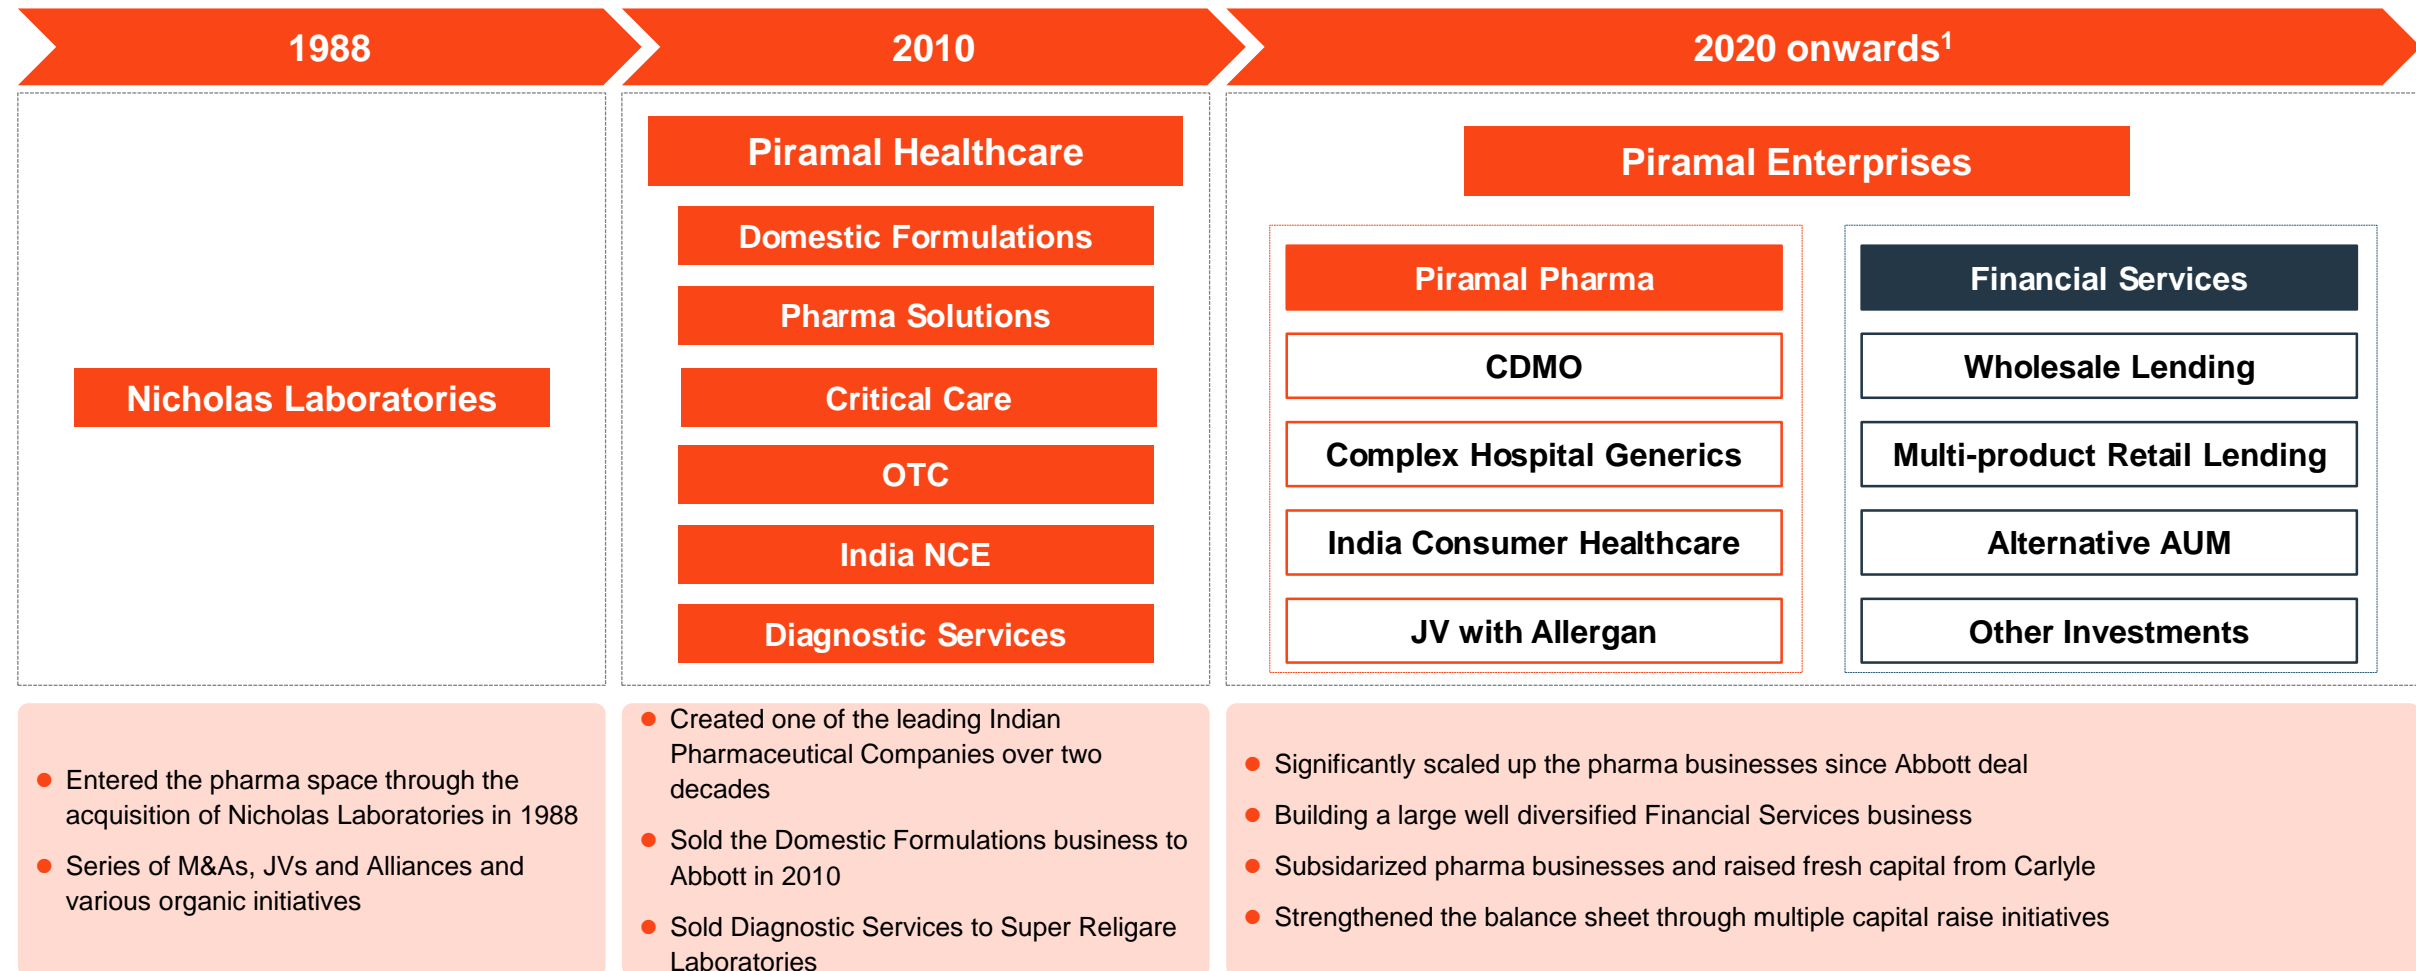 1988
2010
2020 onwards¹
Nicholas Laboratories
Piramal Healthcare
Domestic Formulations
Pharma Solutions
Critical Care
OTC
India NCE
Diagnostic Services
Piramal Enterprises
Piramal Pharma
CDMO
Complex Hospital Generics
India Consumer Healthcare
JV with Allergan
Financial Services
Wholesale Lending
Multi-product Retail Lending
Alternative AUM
Other Investments
Entered the pharma space through the
acquisition of Nicholas Laboratories in 1988
Series of M&As, JVs and Alliances and
various organic initiatives
Created one of the leading Indian
Pharmaceutical Companies over two
decades
Sold the Domestic Formulations business to
Abbott in 2010
Sold Diagnostic Services to Super Religare
Laboratories
Significantly scaled up the pharma businesses since Abbott deal
Building a large well diversified Financial Services business
Subsidarized pharma businesses and raised fresh capital from Carlyle
Strengthened the balance sheet through multiple capital raise initiatives